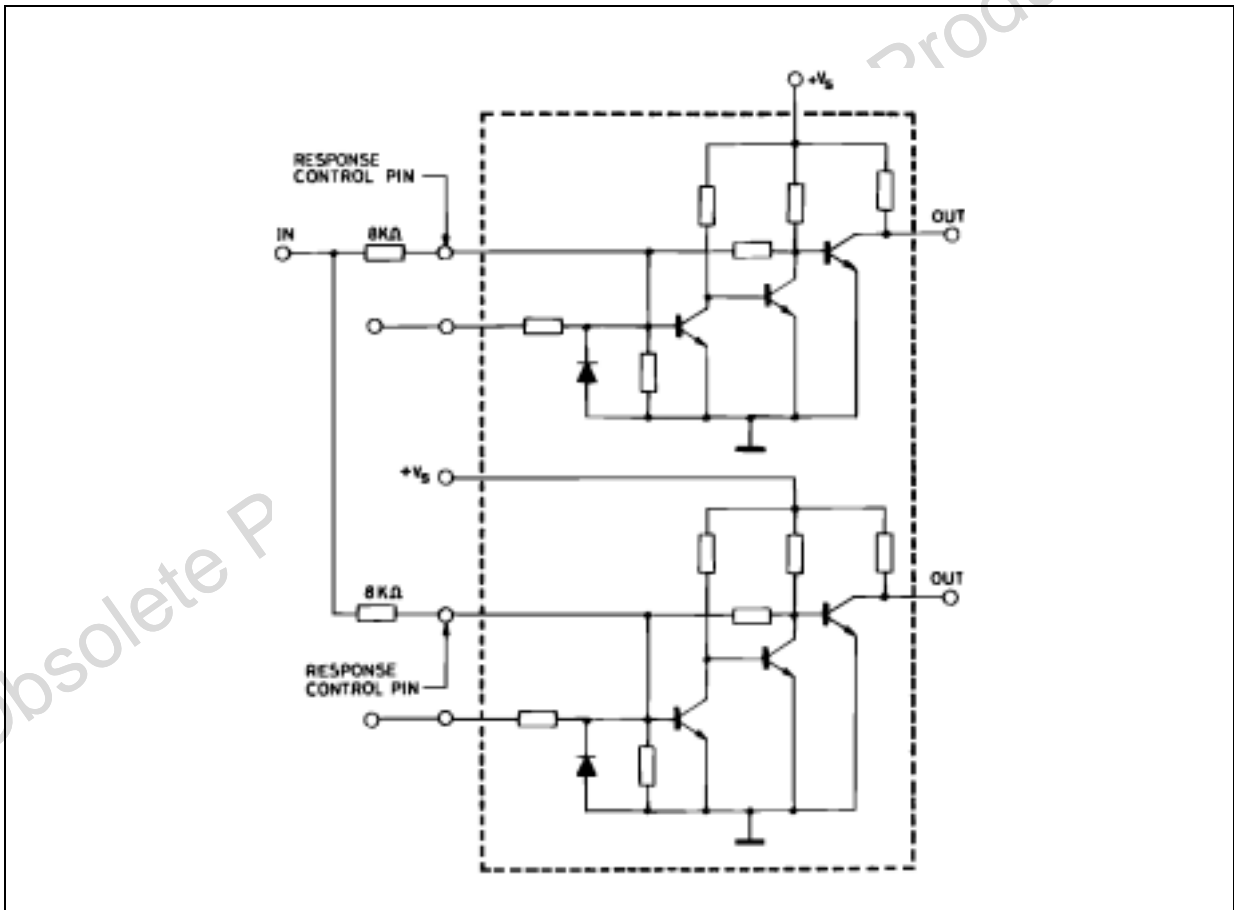 +Vs
RESPONSE
CONTROL PIN
IN
8KΩ
OUT
+Vs
8KΩ
OUT
RESPONSE
CONTROL PIN
Obsolete P
Produ